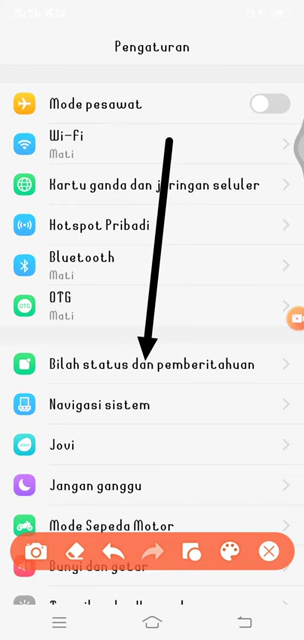 Pengaturan
Mode pesawat
Wi-Fi
Mati
Kartu ganda dan jaringan seluler
Hotspot Pribadi
Bluetooth
Mati
OTG
Mati
Bilah status dan pemberitahuan
Navigasi sistem
Jovi
Jangan ganggu
Mode Sepeda Motor
Bunyi dan getar